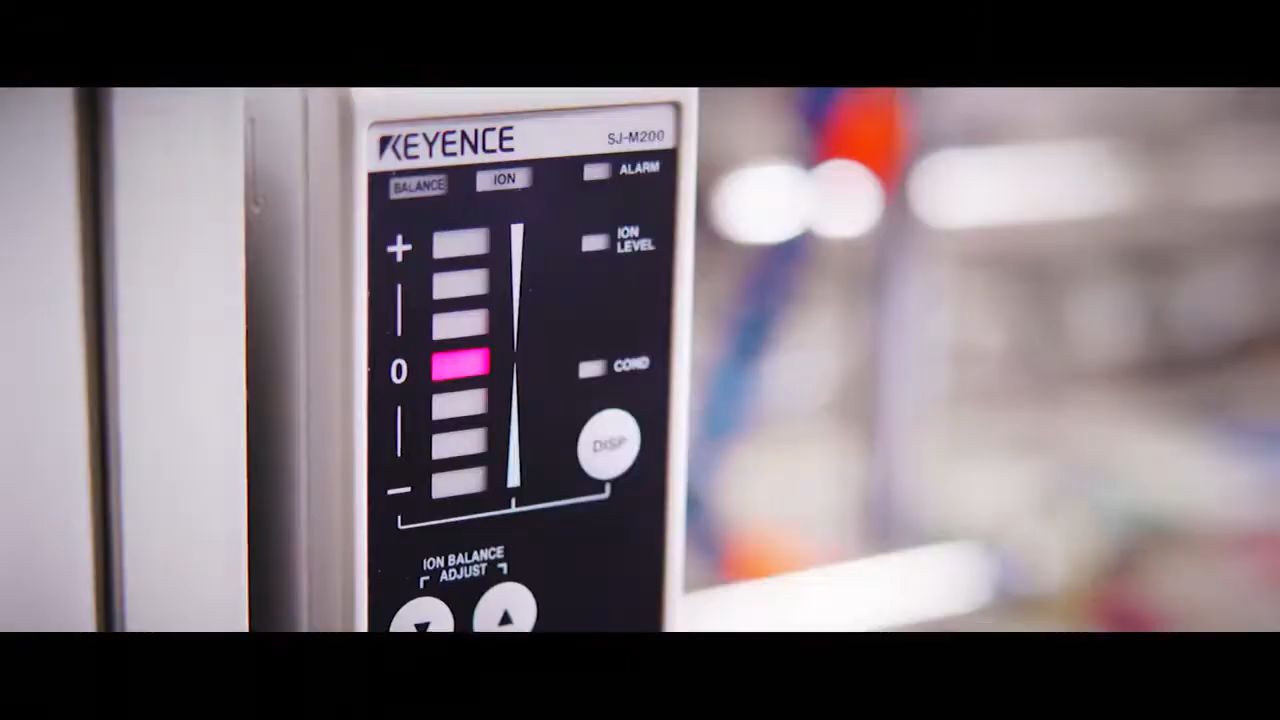 KEYENCE SJ-M200
BALANCE ION ALARM
+
ION
LEVEL
0
COND
DISP
−
ION BALANCE
ADJUST
▼ ▲